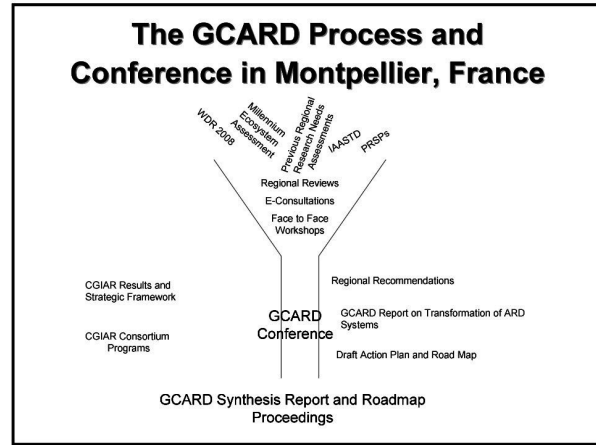 The GCARD Process and
Conference in Montpellier, France
WDR 2008
Millennium
Ecosystem
Assessment
Previous Regional
Research Needs
Assessments
IAASTD
PRSPs
Regional Reviews
E-Consultations
Face to Face
Workshops
CGIAR Results and
Strategic Framework
CGIAR Consortium
Programs
GCARD
Conference
Regional Recommendations
GCARD Report on Transformation of ARD
Systems
Draft Action Plan and Road Map
GCARD Synthesis Report and Roadmap
Proceedings